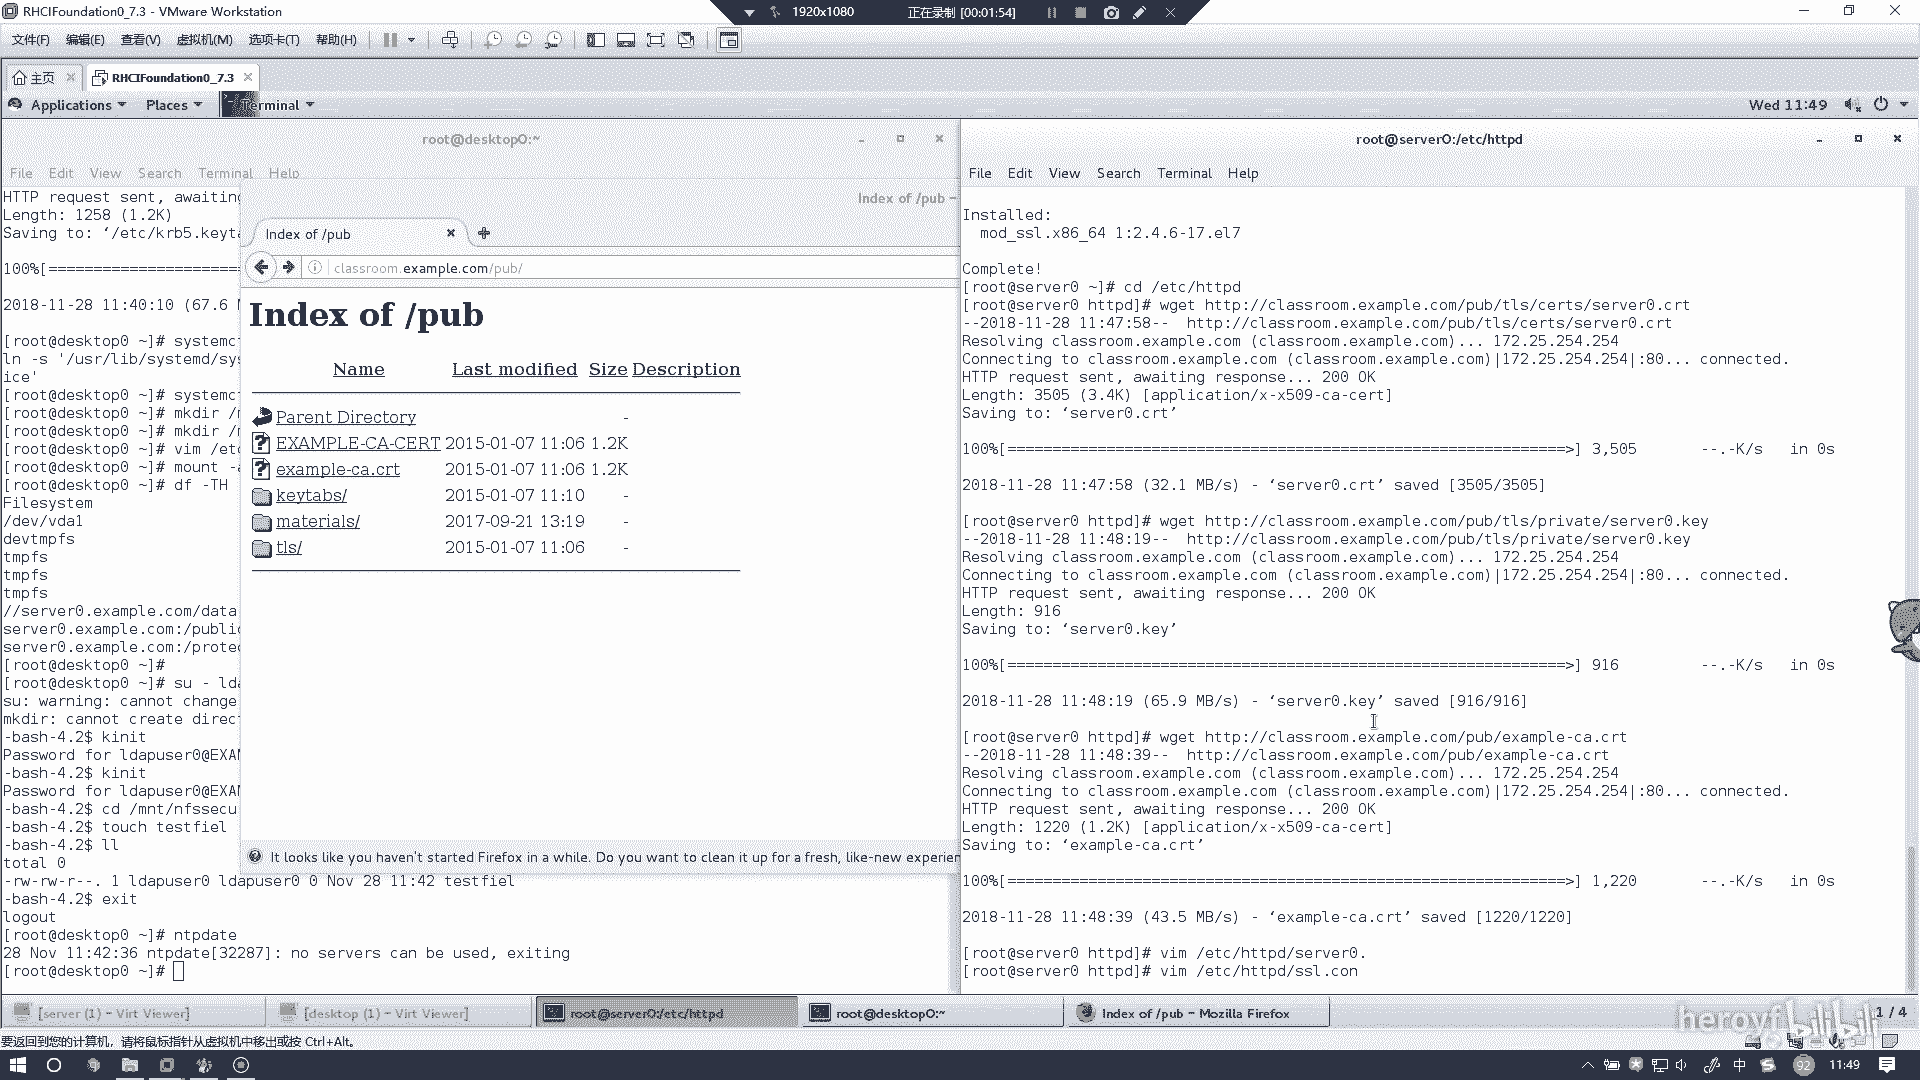 RHCIFoundation0_7.3 - VMware Workstation
1920x1080
正在录制 [00:01:54]
文件(F) 编辑(E) 查看(V) 虚拟机(M) 选项卡(T) 帮助(H)
主页
RHCIFoundation0_7.3
Applications Places Terminal
Wed 11:49
root@desktop0:~
File Edit View Search Terminal Help
HTTP request sent, awaiting
Length: 1258 (1.2K)
Saving to: ‘/etc/krb5.keyta
100%[======================
2018-11-28 11:40:10 (67.6
[root@desktop0 ~]# systemc
ln -s '/usr/lib/systemd/sys
ice'
[root@desktop0 ~]# systemc
[root@desktop0 ~]# mkdir /
[root@desktop0 ~]# mkdir /
[root@desktop0 ~]# vim /etc
[root@desktop0 ~]# mount -a
[root@desktop0 ~]# df -TH
Filesystem
/dev/vda1
devtmpfs
tmpfs
tmpfs
tmpfs
//server0.example.com/data
server0.example.com:/public
server0.example.com:/protec
[root@desktop0 ~]#
[root@desktop0 ~]# su - lda
su: warning: cannot change
mkdir: cannot create direct
-bash-4.2$ kinit
Password for ldapuser0@EXA
-bash-4.2$ kinit
Password for ldapuser0@EXA
-bash-4.2$ cd /mnt/nfssecu
-bash-4.2$ touch testfiel
-bash-4.2$ ll
total 0
-rw-rw-r--. 1 ldapuser0 ldapuser0 0 Nov 28 11:42 testfiel
-bash-4.2$ exit
logout
[root@desktop0 ~]# ntpdate
28 Nov 11:42:36 ntpdate[32287]: no servers can be used, exiting
[root@desktop0 ~]#
Index of /pub -
Index of /pub
classroom.example.com/pub/
Index of /pub
Name Last modified Size Description
Parent Directory -
EXAMPLE-CA-CERT 2015-01-07 11:06 1.2K
example-ca.crt 2015-01-07 11:06 1.2K
keytabs/ 2015-01-07 11:10 -
materials/ 2017-09-21 13:19 -
tls/ 2015-01-07 11:06 -
It looks like you haven't started Firefox in a while. Do you want to clean it up for a fresh, like-new experien
root@server0:/etc/httpd
File Edit View Search Terminal Help
Installed:
mod_ssl.x86_64 1:2.4.6-17.el7
Complete!
[root@server0 ~]# cd /etc/httpd
[root@server0 httpd]# wget http://classroom.example.com/pub/tls/certs/server0.crt
--2018-11-28 11:47:58-- http://classroom.example.com/pub/tls/certs/server0.crt
Resolving classroom.example.com (classroom.example.com)... 172.25.254.254
Connecting to classroom.example.com (classroom.example.com)|172.25.254.254|:80... connected.
HTTP request sent, awaiting response... 200 OK
Length: 3505 (3.4K) [application/x-x509-ca-cert]
Saving to: ‘server0.crt’
100%[==============================================================>] 3,505 --.-K/s in 0s
2018-11-28 11:47:58 (32.1 MB/s) - ‘server0.crt’ saved [3505/3505]
[root@server0 httpd]# wget http://classroom.example.com/pub/tls/private/server0.key
--2018-11-28 11:48:19-- http://classroom.example.com/pub/tls/private/server0.key
Resolving classroom.example.com (classroom.example.com)... 172.25.254.254
Connecting to classroom.example.com (classroom.example.com)|172.25.254.254|:80... connected.
HTTP request sent, awaiting response... 200 OK
Length: 916
Saving to: ‘server0.key’
100%[==============================================================>] 916 --.-K/s in 0s
2018-11-28 11:48:19 (65.9 MB/s) - ‘server0.key’ saved [916/916]
[root@server0 httpd]# wget http://classroom.example.com/pub/example-ca.crt
--2018-11-28 11:48:39-- http://classroom.example.com/pub/example-ca.crt
Resolving classroom.example.com (classroom.example.com)... 172.25.254.254
Connecting to classroom.example.com (classroom.example.com)|172.25.254.254|:80... connected.
HTTP request sent, awaiting response... 200 OK
Length: 1220 (1.2K) [application/x-x509-ca-cert]
Saving to: ‘example-ca.crt’
100%[==============================================================>] 1,220 --.-K/s in 0s
2018-11-28 11:48:39 (43.5 MB/s) - ‘example-ca.crt’ saved [1220/1220]
[root@server0 httpd]# vim /etc/httpd/server0.
[root@server0 httpd]# vim /etc/httpd/ssl.con
[server (1) - Virt Viewer]
[desktop (1) - Virt Viewer]
root@server0:/etc/httpd
root@desktop0:~
Index of /pub - Mozilla Firefox
1 / 4
bilibili
要返回到您的计算机，请将鼠标指针从虚拟机中移出或按 Ctrl+Alt。
中
92
11:49